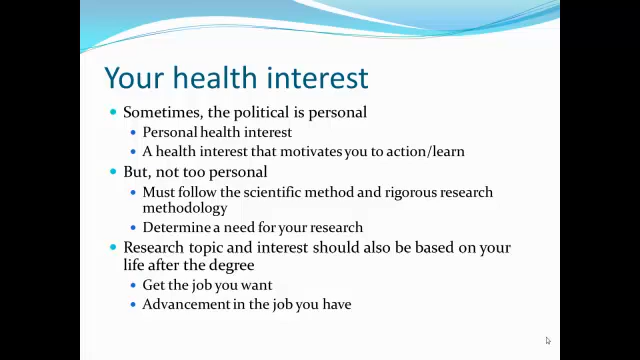 Your health interest
Sometimes, the political is personal
Personal health interest
A health interest that motivates you to action/learn
But, not too personal
Must follow the scientific method and rigorous research
methodology
Determine a need for your research
Research topic and interest should also be based on your
life after the degree
Get the job you want
Advancement in the job you have